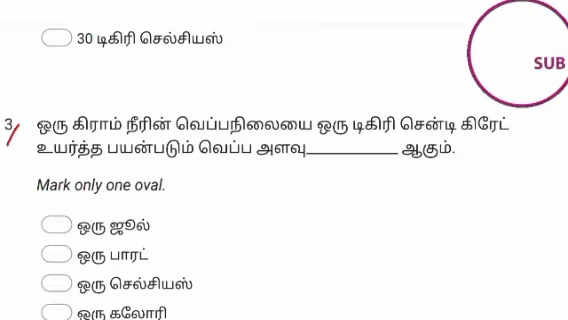 30 டிகிரி செல்சியஸ்
SUB
3. ஒரு கிராம் நீரின் வெப்பநிலையை ஒரு டிகிரி சென்டி கிரேட்
உயர்த்த பயன்படும் வெப்ப அளவு____________ ஆகும்.
Mark only one oval.
ஒரு ஜூல்
ஒரு பாரட்
ஒரு செல்சியஸ்
ஒரு கலோரி